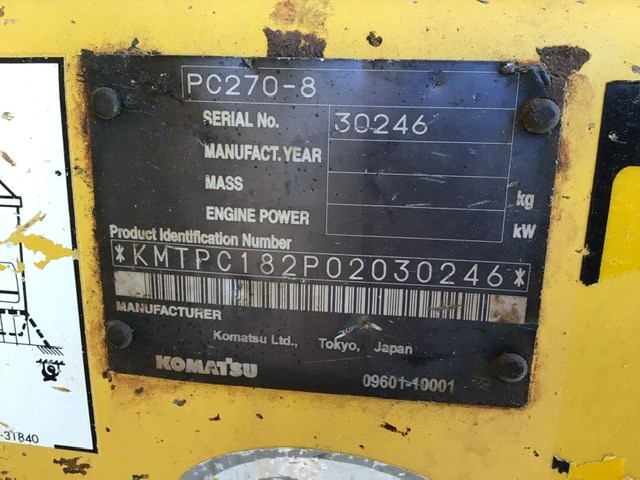 PC270-8
SERIAL No. 30246
MANUFACT.YEAR
MASS kg
ENGINE POWER kW
Product Identification Number
*KMTPC182P02030246*
MANUFACTURER
Komatsu Ltd., Tokyo, Japan
KOMATSU
09601-10001
-31840